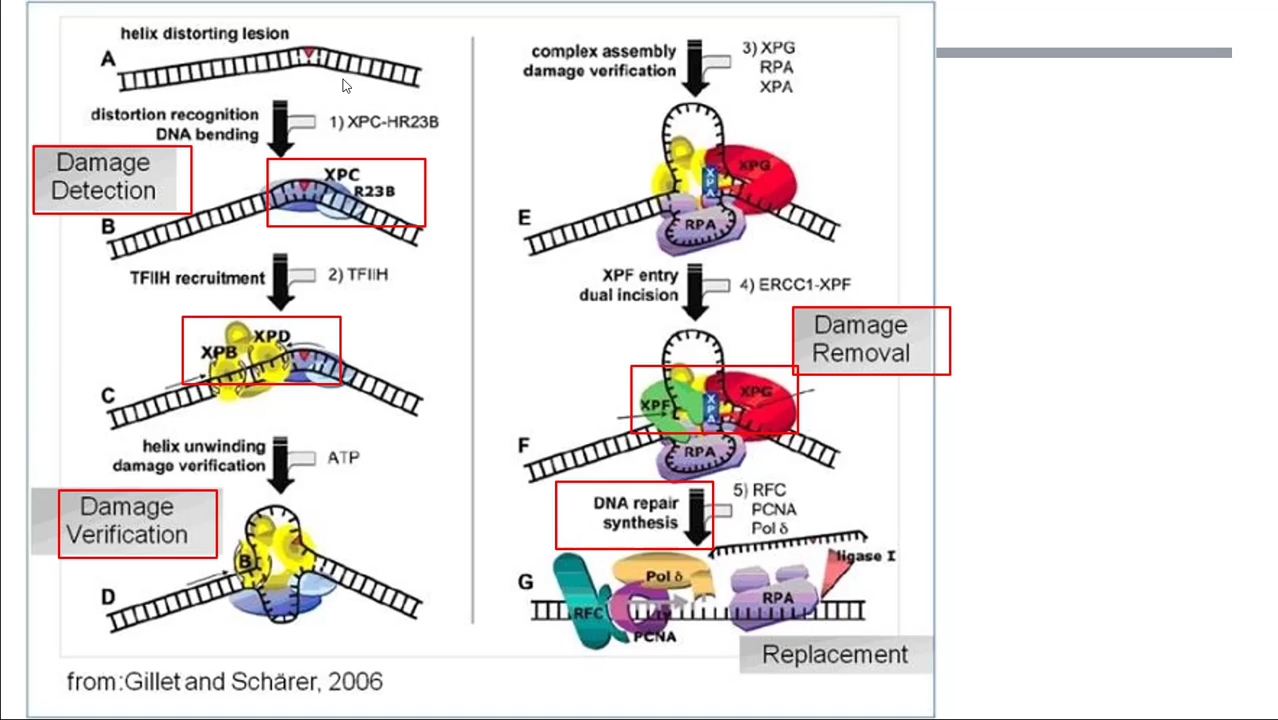 helix distorting lesion
A
distortion recognition
DNA bending
1) XPC-HR23B
Damage
Detection
XPC
R23B
B
TFIIH recruitment
2) TFIIH
XPD
XPB
C
helix unwinding
damage verification
ATP
Damage
Verification
B
D
complex assembly
damage verification
3) XPG
RPA
XPA
XPG
XPA
E
RPA
XPF entry
dual incision
4) ERCC1-XPF
Damage
Removal
XPG
XPF
XPA
F
RPA
DNA repair
synthesis
5) RFC
PCNA
Pol δ
ligase I
G
Pol δ
RFC
RPA
PCNA
Replacement
from:Gillet and Schärer, 2006